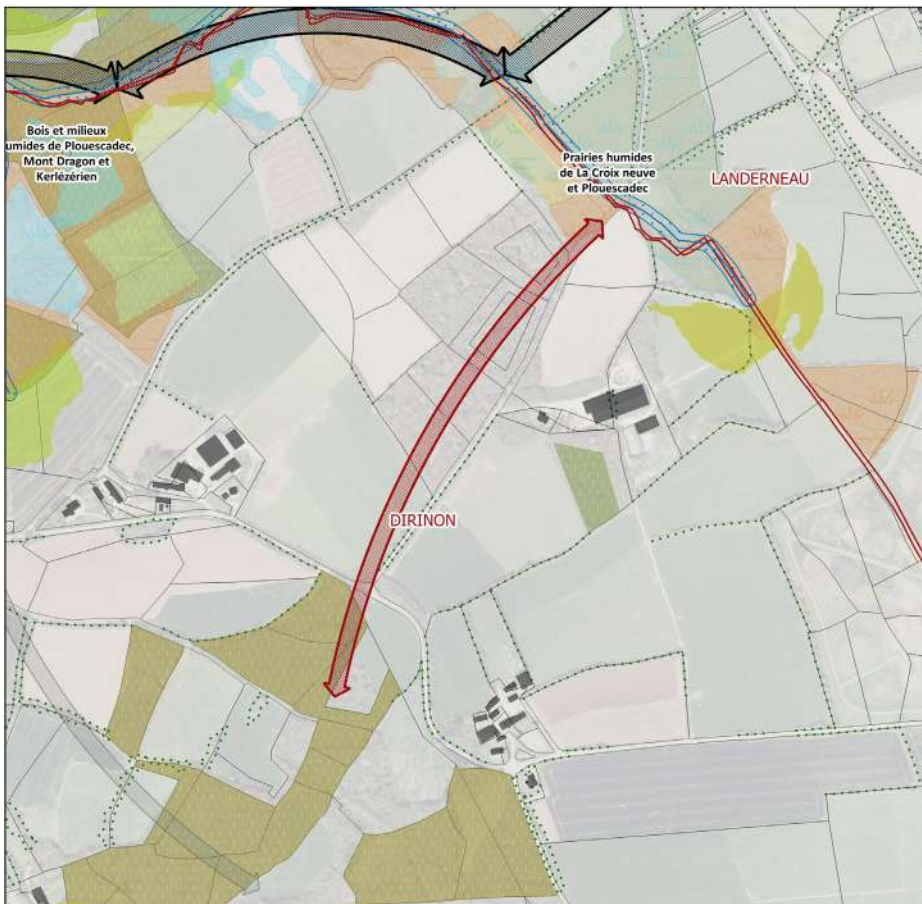 Bois et milieux
umides de Plouescadec,
Mont Dragon et
Kerlézérien
Prairies humides
de La Croix neuve
et Plouescadec
LANDERNEAU
DIRINON